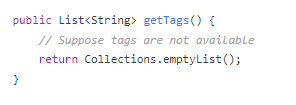 public List<String> getTags() {
    // Suppose tags are not available
    return Collections.emptyList();
}